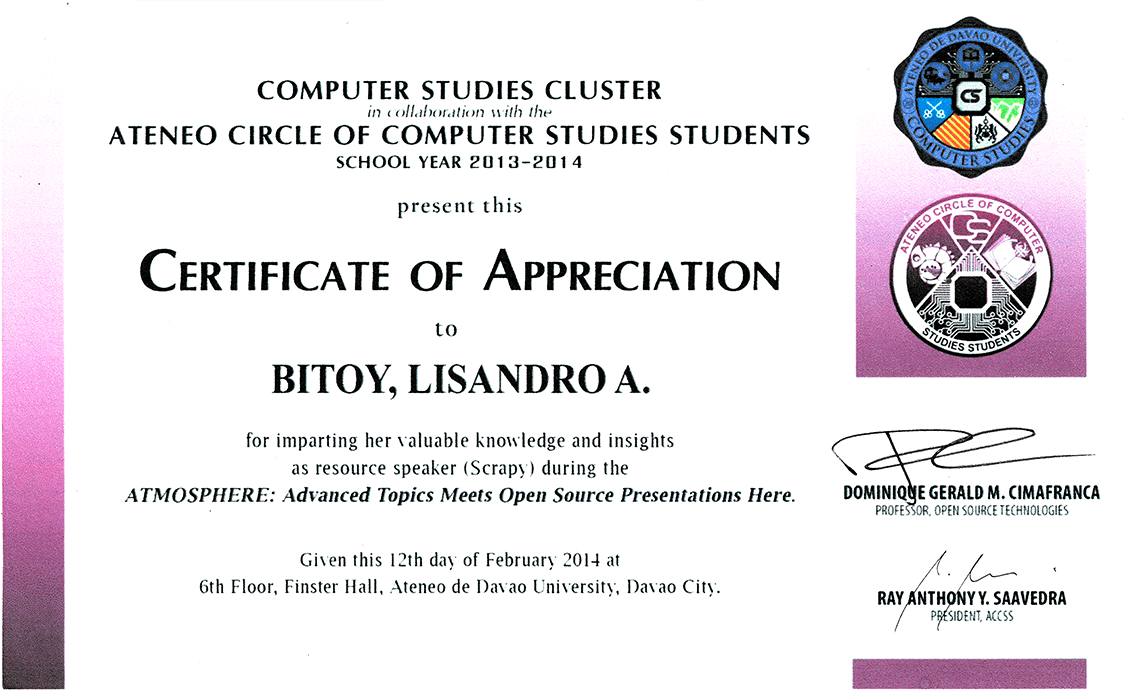 COMPUTER STUDIES CLUSTER
in collaboration with the
ATENEO CIRCLE OF COMPUTER STUDIES STUDENTS
SCHOOL YEAR 2013-2014
present this
CERTIFICATE OF APPRECIATION
to
BITOY, LISANDRO A.
for imparting her valuable knowledge and insights
as resource speaker (Scrapy) during the
ATMOSPHERE: Advanced Topics Meets Open Source Presentations Here.
Given this 12th day of February 2014 at
6th Floor, Finster Hall, Ateneo de Davao University, Davao City.
ATENEO DE DAVAO UNIVERSITY
CS
COMPUTER STUDIES
ATENEO CIRCLE OF COMPUTER
CS
STUDIES STUDENTS
DOMINIQUE GERALD M. CIMAFRANCA
PROFESSOR, OPEN SOURCE TECHNOLOGIES
RAY ANTHONY Y. SAAVEDRA
PRESIDENT, ACCSS